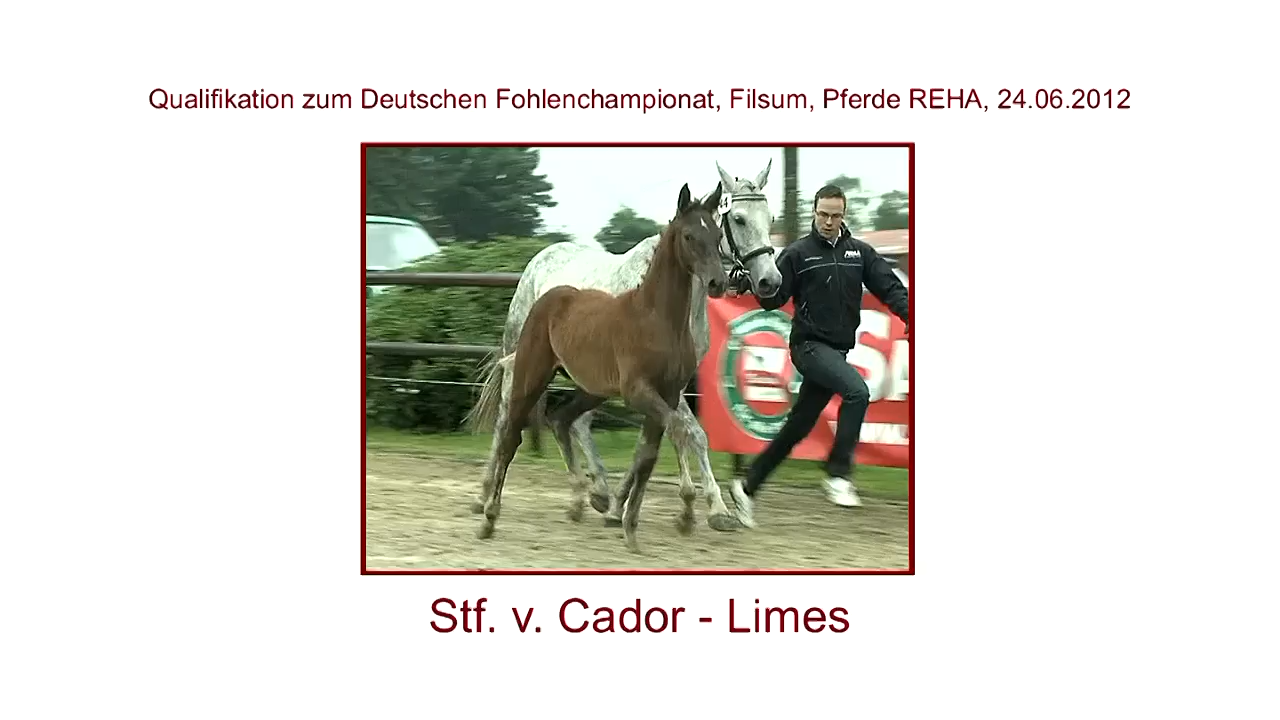 Qualifikation zum Deutschen Fohlenchampionat, Filsum, Pferde REHA, 24.06.2012
Stf. v. Cador - Limes